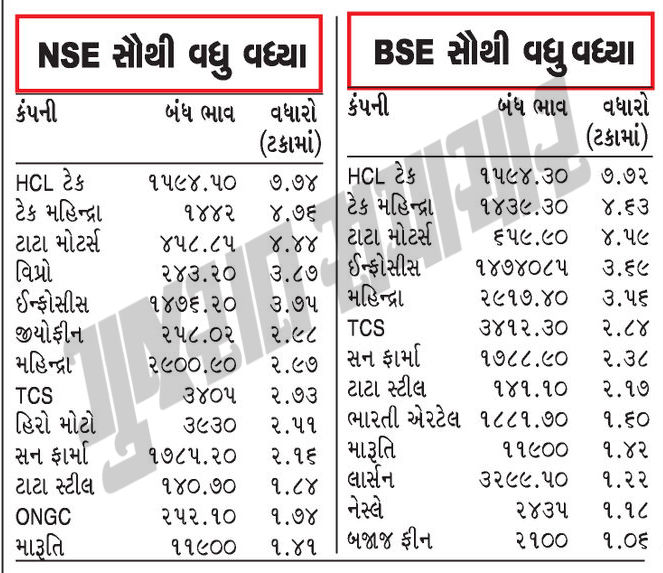 NSE સૌથી વધુ વધ્યા
કંપની બંધ ભાવ વધારો
(ટકામાં)
HCL ટેક ૧૫૯૪.૫૦ ૭.૭૪
ટેક મહિન્દ્રા ૧૪૪૨ ૪.૭૬
ટાટા મોટર્સ ૪૫૮.૮૫ ૪.૪૪
વિપ્રો ૨૪૩.૨૦ ૩.૮૭
ઈન્ફોસીસ ૧૪૭૬.૨૦ ૩.૭૫
જીયોફીન ૨૫૮.૦૨ ૨.૯૮
મહિન્દ્રા ૨૯૦૦.૯૦ ૨.૯૭
TCS ૩૪૦૫ ૨.૭૩
હિરો મોટો ૩૯૩૦ ૨.૫૧
સન ફાર્મા ૧૭૮૫.૨૦ ૨.૧૬
ટાટા સ્ટીલ ૧૪૦.૭૦ ૧.૮૪
ONGC ૨૫૨.૧૦ ૧.૭૪
મારૂતિ ૧૧૯૦૦ ૧.૪૧
BSE સૌથી વધુ વધ્યા
કંપની બંધ ભાવ વધારો
(ટકામાં)
HCL ટેક ૧૫૯૪.૩૦ ૭.૭૨
ટેક મહિન્દ્રા ૧૪૩૯.૩૦ ૪.૬૩
ટાટા મોટર્સ ૬૫૯.૯૦ ૪.૫૯
ઈન્ફોસીસ ૧૪૭૪૦૮૫ ૩.૬૯
મહિન્દ્રા ૨૯૧૭.૪૦ ૩.૫૬
TCS ૩૪૧૨.૩૦ ૨.૮૪
સન ફાર્મા ૧૭૮૮.૯૦ ૨.૩૮
ટાટા સ્ટીલ ૧૪૧.૧૦ ૨.૧૭
ભારતી એરટેલ ૧૮૮૧.૭૦ ૧.૬૦
મારૂતિ ૧૧૯૦૦ ૧.૪૨
લાર્સન ૩૨૯૯.૫૦ ૧.૨૨
નેસ્લે ૨૪૩૫ ૧.૧૮
બજાજ ફીન ૨૧૦૦ ૧.૦૬
ગુજરાત સમાચાર